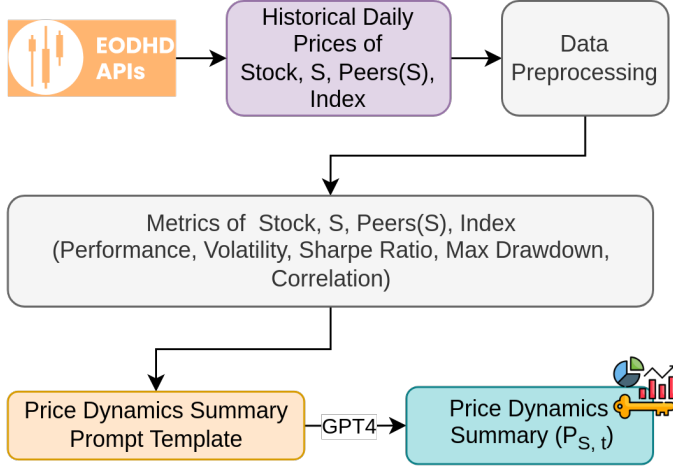 EODHD
APIs
Historical Daily
Prices of
Stock, S, Peers(S),
Index
Data
Preprocessing
Metrics of  Stock, S, Peers(S), Index
(Performance, Volatility, Sharpe Ratio, Max Drawdown,
Correlation)
Price Dynamics Summary
Prompt Template
GPT4
Price Dynamics
Summary (P_S, t)